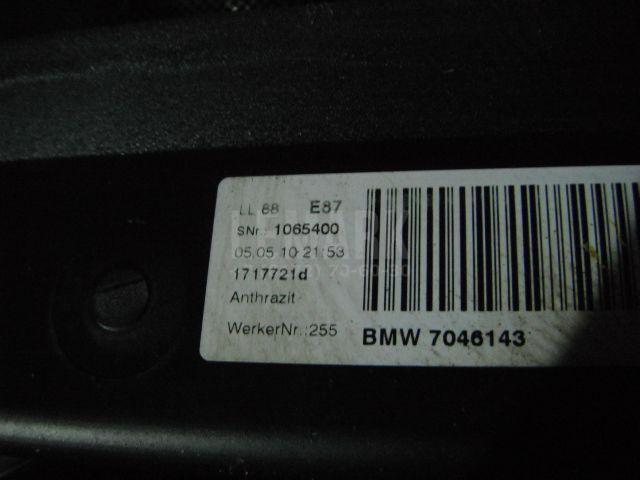 LL 88 E87
SNr.: 1065400
05.05 10:21:53
1717721d
Anthrazit
WerkerNr.:255
BMW 7046143